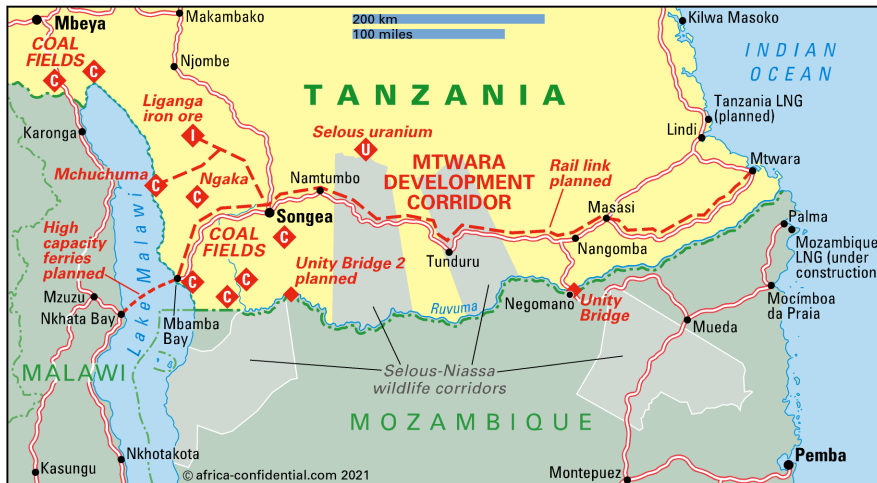 Mbeya
Makambako
200 km
100 miles
Kilwa Masoko
COAL
FIELDS
C
C
Njombe
INDIAN
OCEAN
TANZANIA
Liganga
iron ore
Karonga
I
Selous uranium
U
Tanzania LNG
(planned)
Lindi
Mchuchuma
C
Ngaka
C
Namtumbo
MTWARA
DEVELOPMENT
CORRIDOR
Rail link
planned
Mtwara
Songea
Masasi
High
capacity
ferries
planned
Lake Malawi
COAL
FIELDS
C
Tunduru
Nangomba
Palma
Mozambique
LNG (under
construction
Unity Bridge 2
planned
C
C
C
Mzuzu
Nkhata Bay
Mbamba
Bay
Ruvuma
Negomano
Unity
Bridge
Mueda
Mocímboa
da Praia
MALAWI
Selous-Niassa
wildlife corridors
MOZAMBIQUE
Kasungu
Nkhotakota
© africa-confidential.com 2021
Montepuez
Pemba